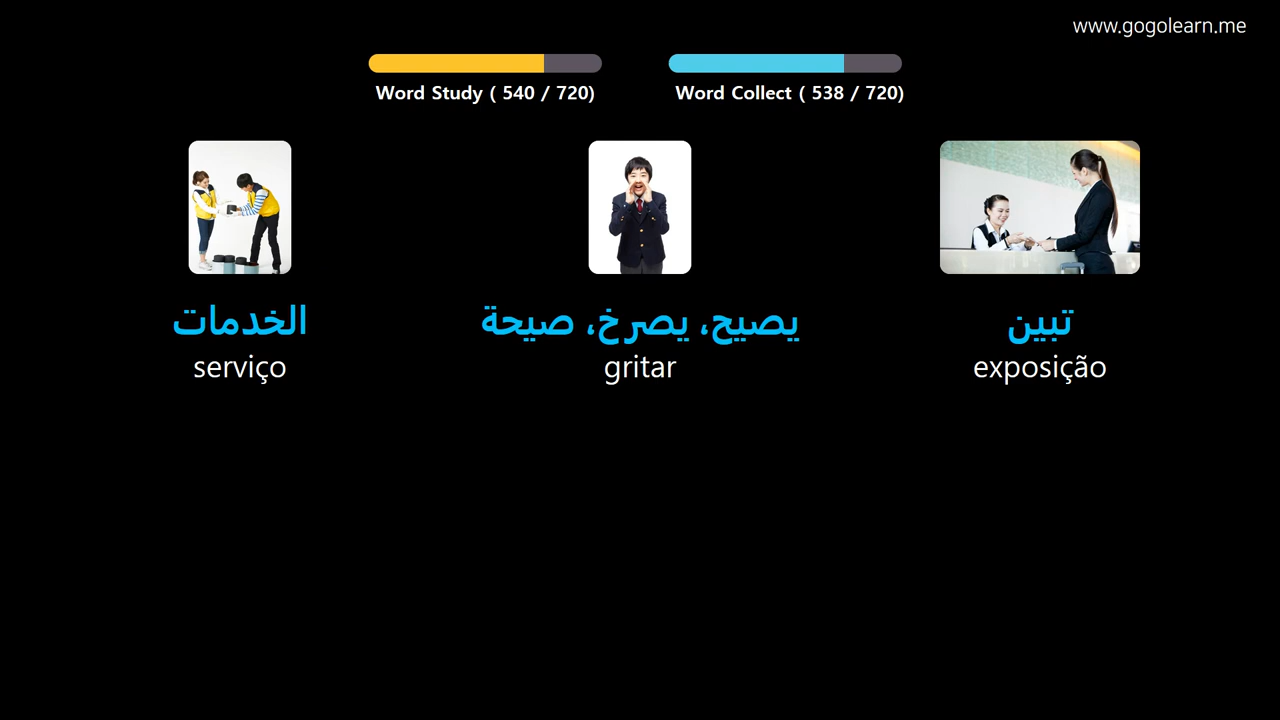 www.gogolearn.me
Word Study ( 540 / 720)
Word Collect ( 538 / 720)
الخدمات
serviço
يصيح، يصرخ، صيحة
gritar
تبين
exposição